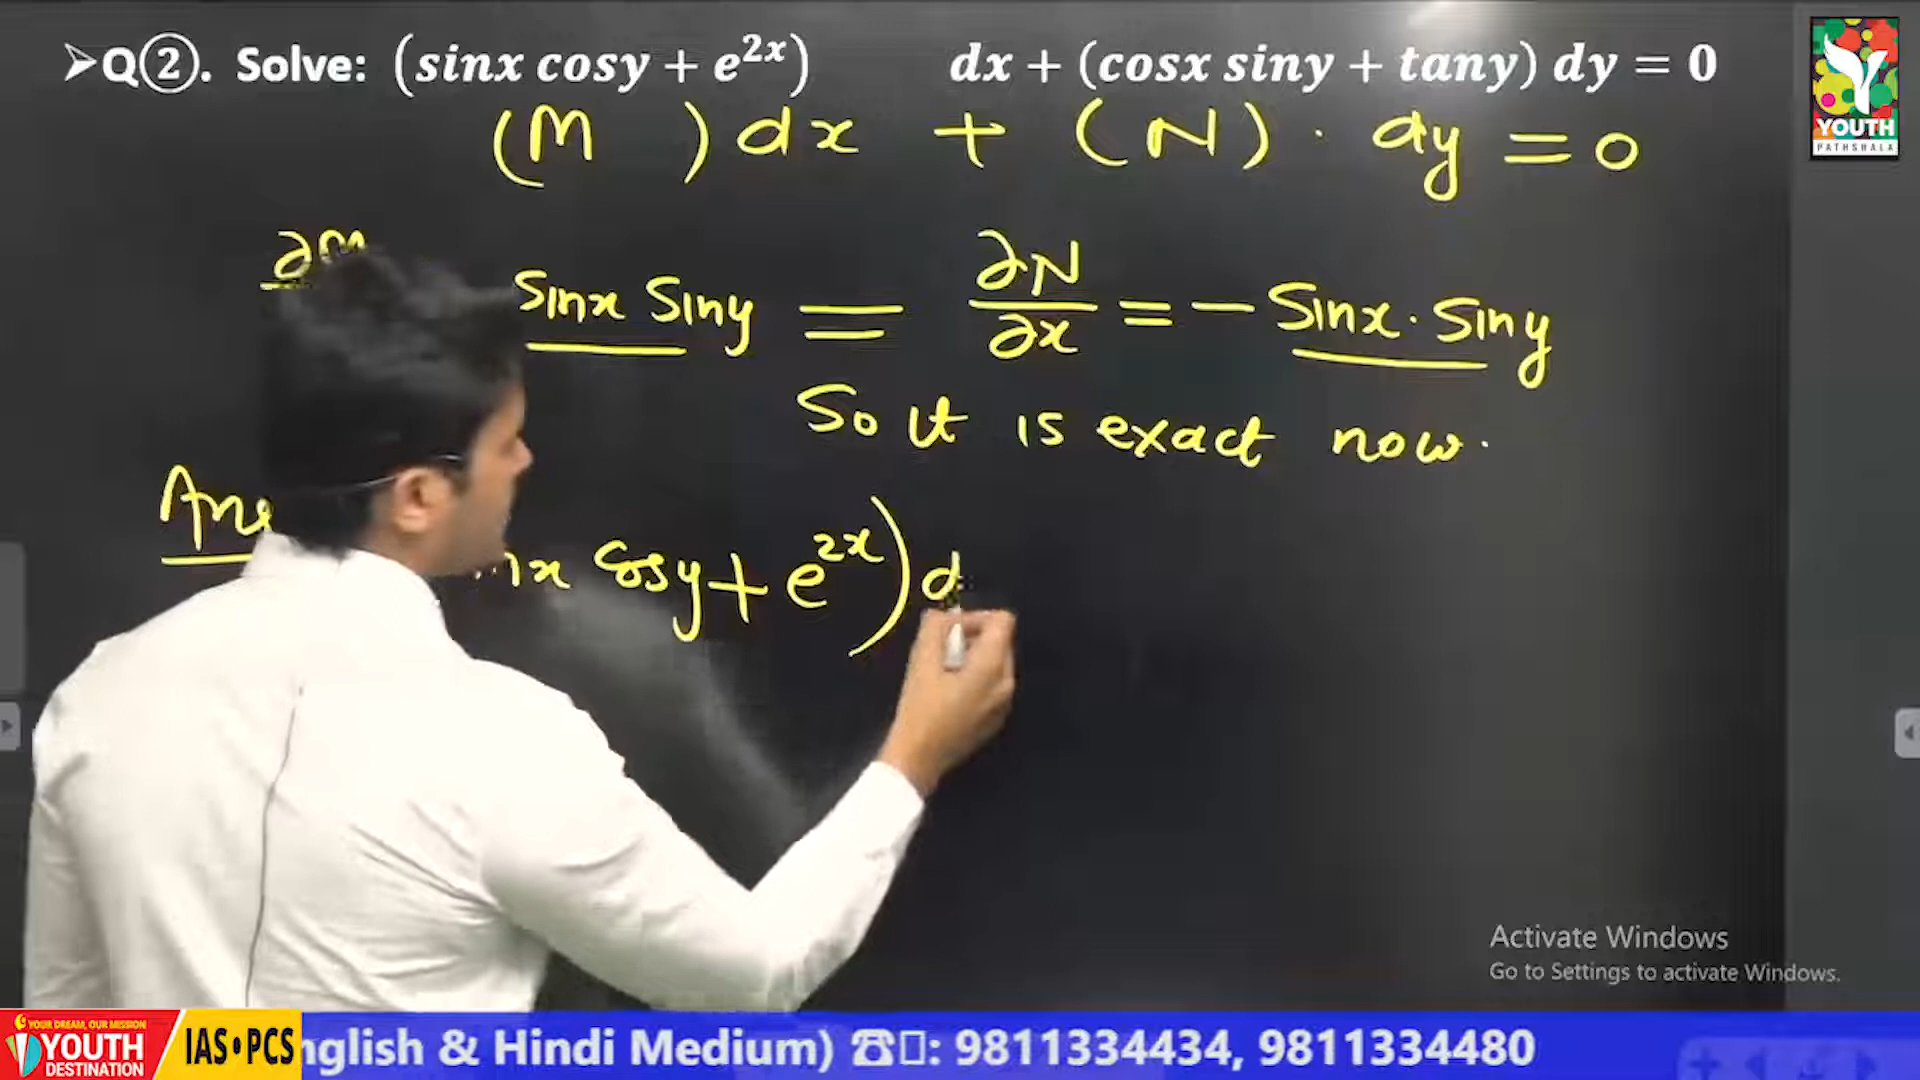 ➤Q②. Solve: (sinx cosy + e^{2x}) dx + (cosx siny + tany) dy = 0
YOUTH
PATHSHALA
(M ) dx + (N) · dy = 0
∂M Sinx Siny = ∂N/∂x = - Sinx · Siny
So it is exact now.
Ans
nx Cosy + e^{2x}) d
Activate Windows
Go to Settings to activate Windows.
YOUR DREAM, OUR MISSION
YOUTH
DESTINATION
IAS•PCS
nglish & Hindi Medium) ☎: 9811334434, 9811334480